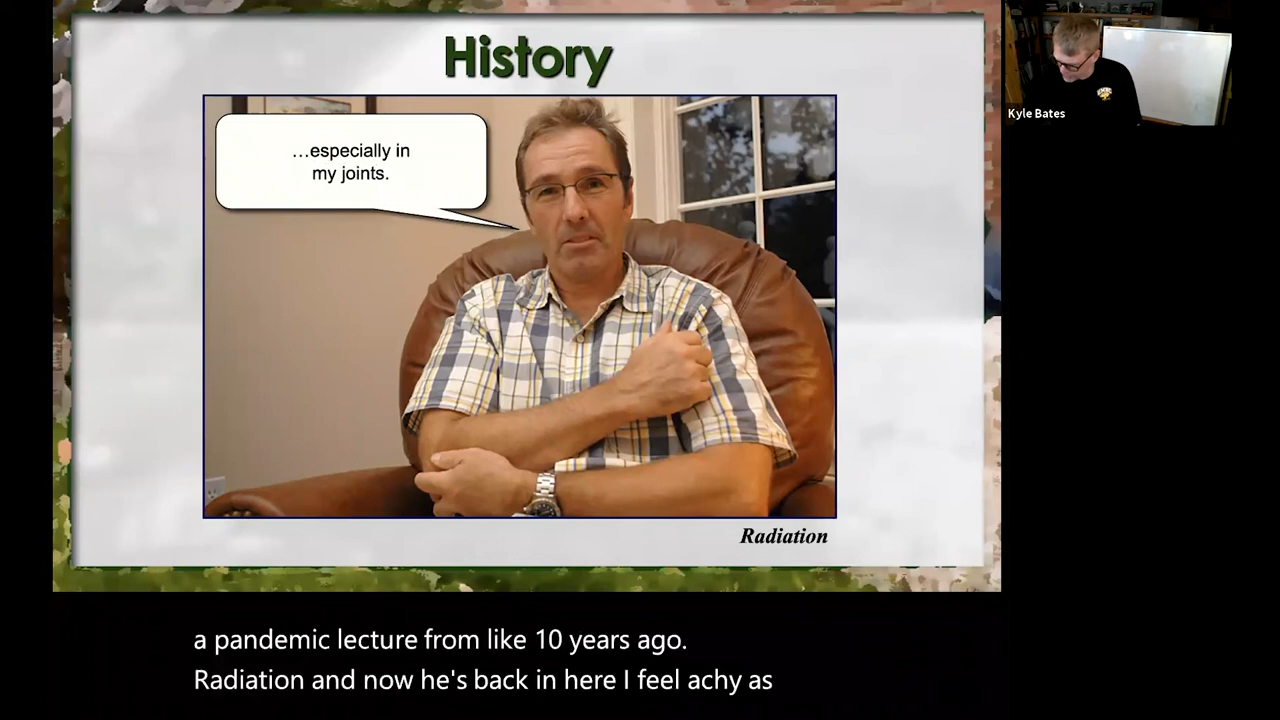 History
...especially in
my joints.
Radiation
Kyle Bates
a pandemic lecture from like 10 years ago.
Radiation and now he's back in here I feel achy as